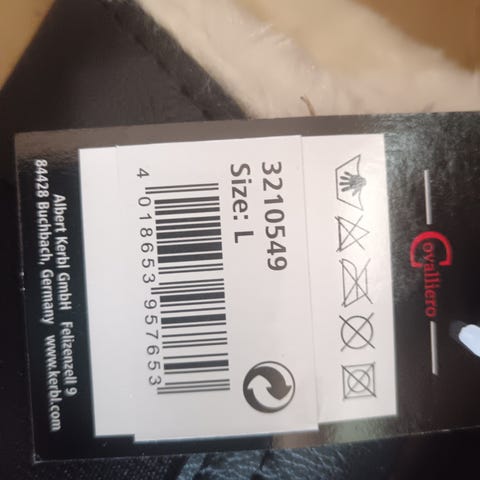 Covalliero
3210549
Size: L
4 018653 957653
Albert Kerbl GmbH Felizenzell 9
84428 Buchbach, Germany www.kerbl.com